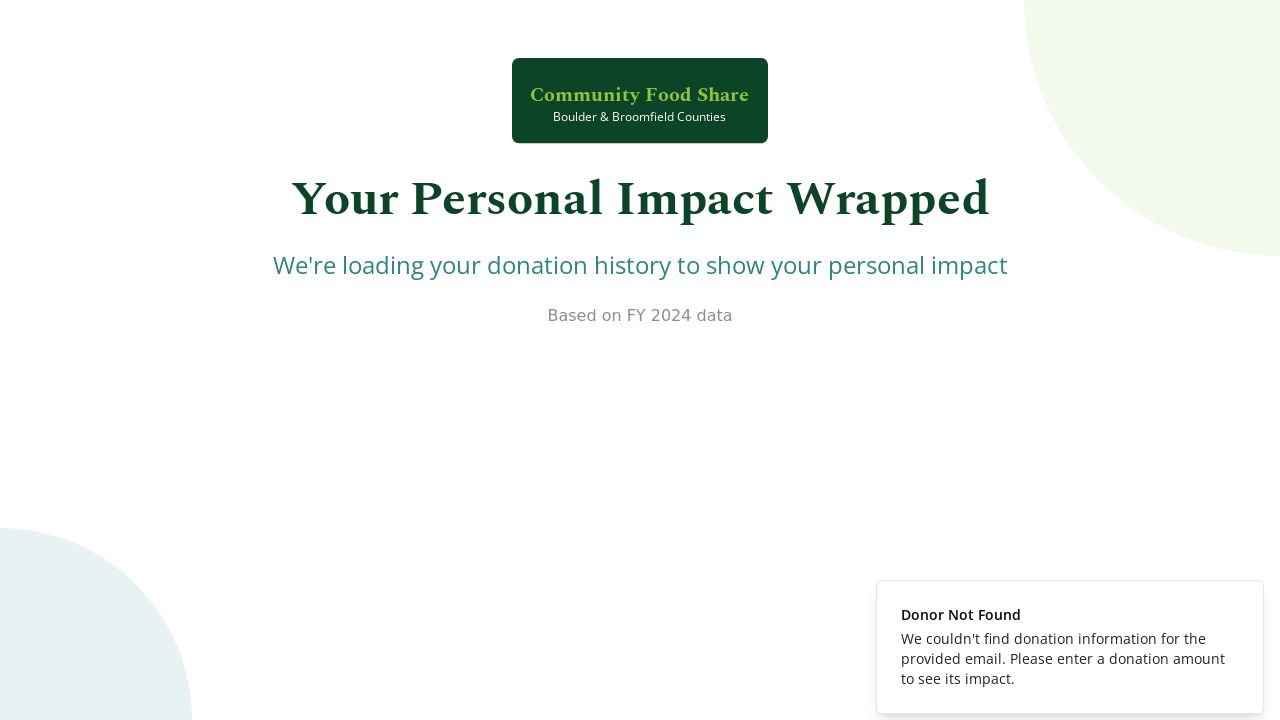 Community Food Share
Boulder & Broomfield Counties
Your Personal Impact Wrapped
We're loading your donation history to show your personal impact
Based on FY 2024 data
Donor Not Found
We couldn't find donation information for the
provided email. Please enter a donation amount
to see its impact.